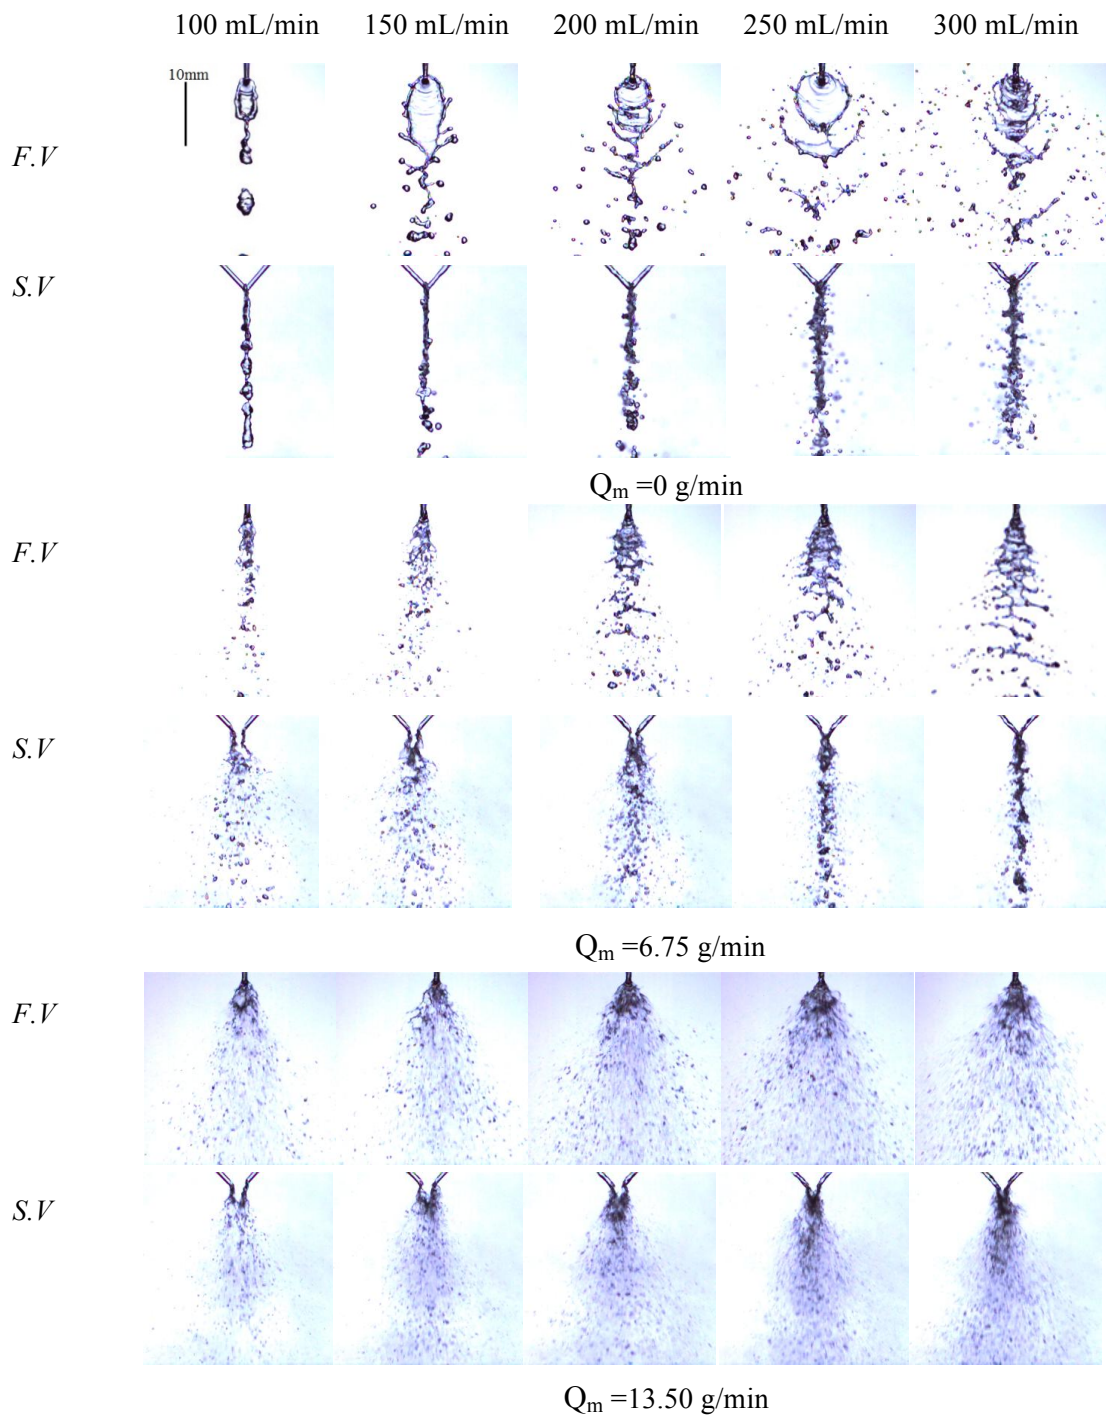 100 mL/min 150 mL/min 200 mL/min 250 mL/min 300 mL/min
10mm
F.V
S.V
Qm =0 g/min
F.V
S.V
Qm =6.75 g/min
F.V
S.V
Qm =13.50 g/min